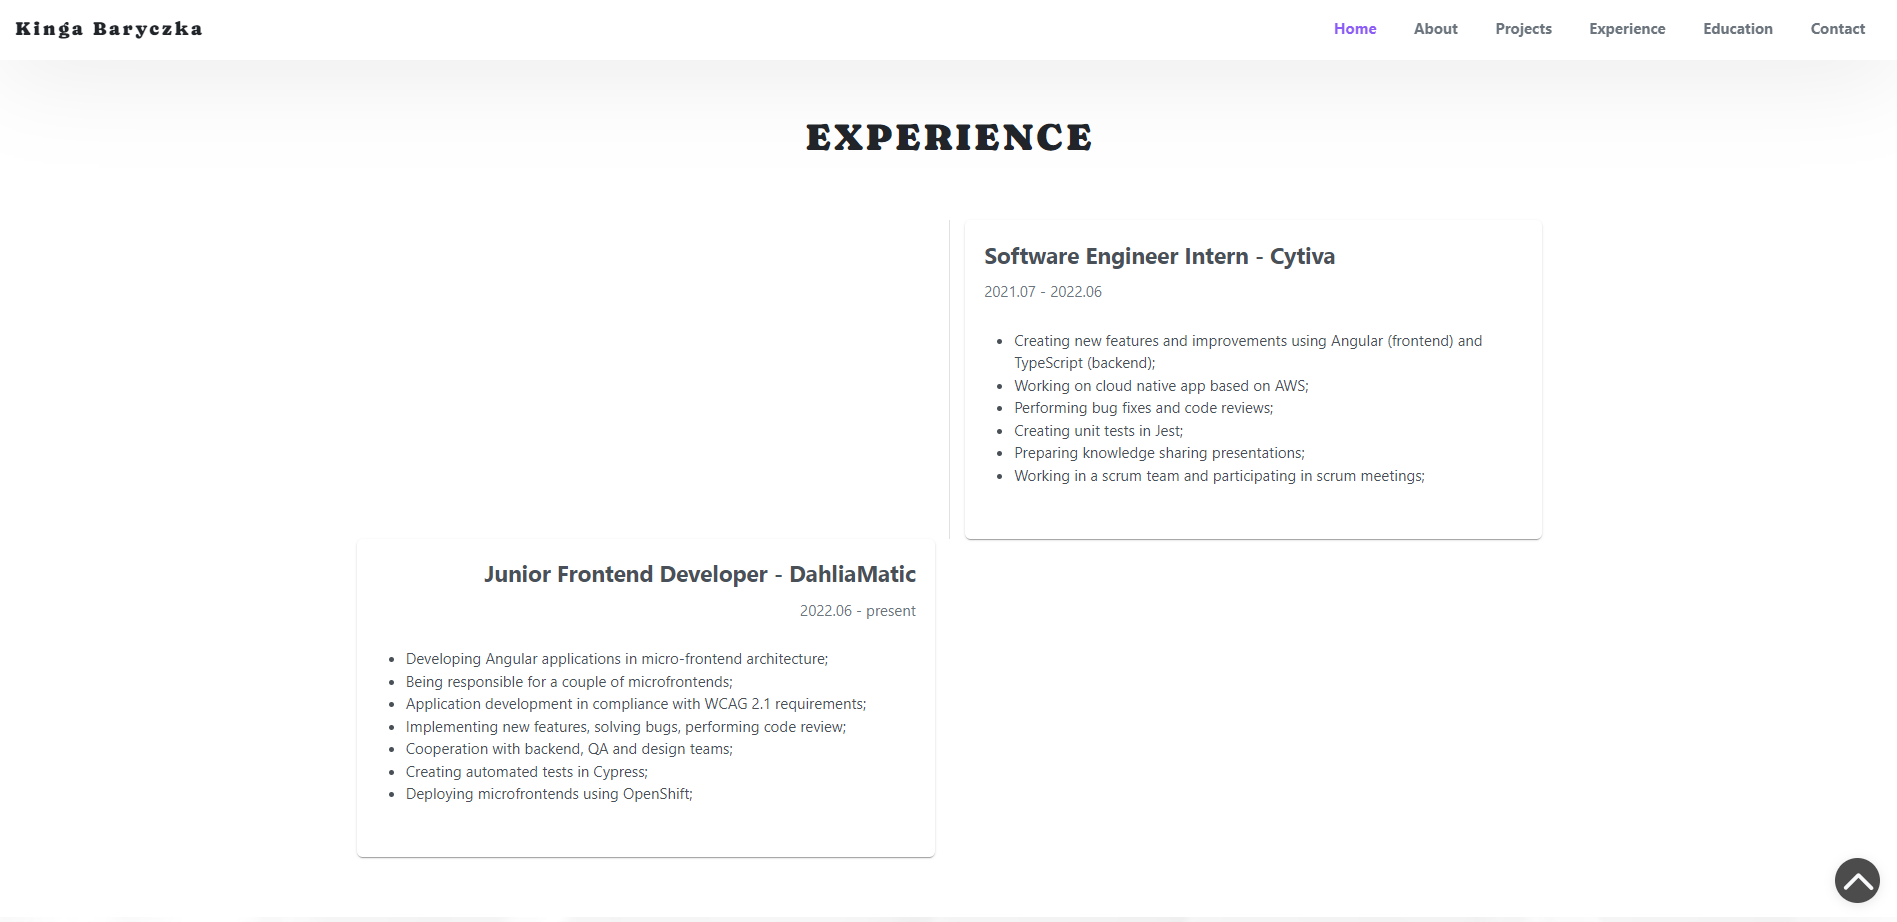 Kinga Baryczka
Home About Projects Experience Education Contact
EXPERIENCE
Software Engineer Intern - Cytiva
2021.07 - 2022.06
Creating new features and improvements using Angular (frontend) and
TypeScript (backend);
Working on cloud native app based on AWS;
Performing bug fixes and code reviews;
Creating unit tests in Jest;
Preparing knowledge sharing presentations;
Working in a scrum team and participating in scrum meetings;
Junior Frontend Developer - DahliaMatic
2022.06 - present
Developing Angular applications in micro-frontend architecture;
Being responsible for a couple of microfrontends;
Application development in compliance with WCAG 2.1 requirements;
Implementing new features, solving bugs, performing code review;
Cooperation with backend, QA and design teams;
Creating automated tests in Cypress;
Deploying microfrontends using OpenShift;